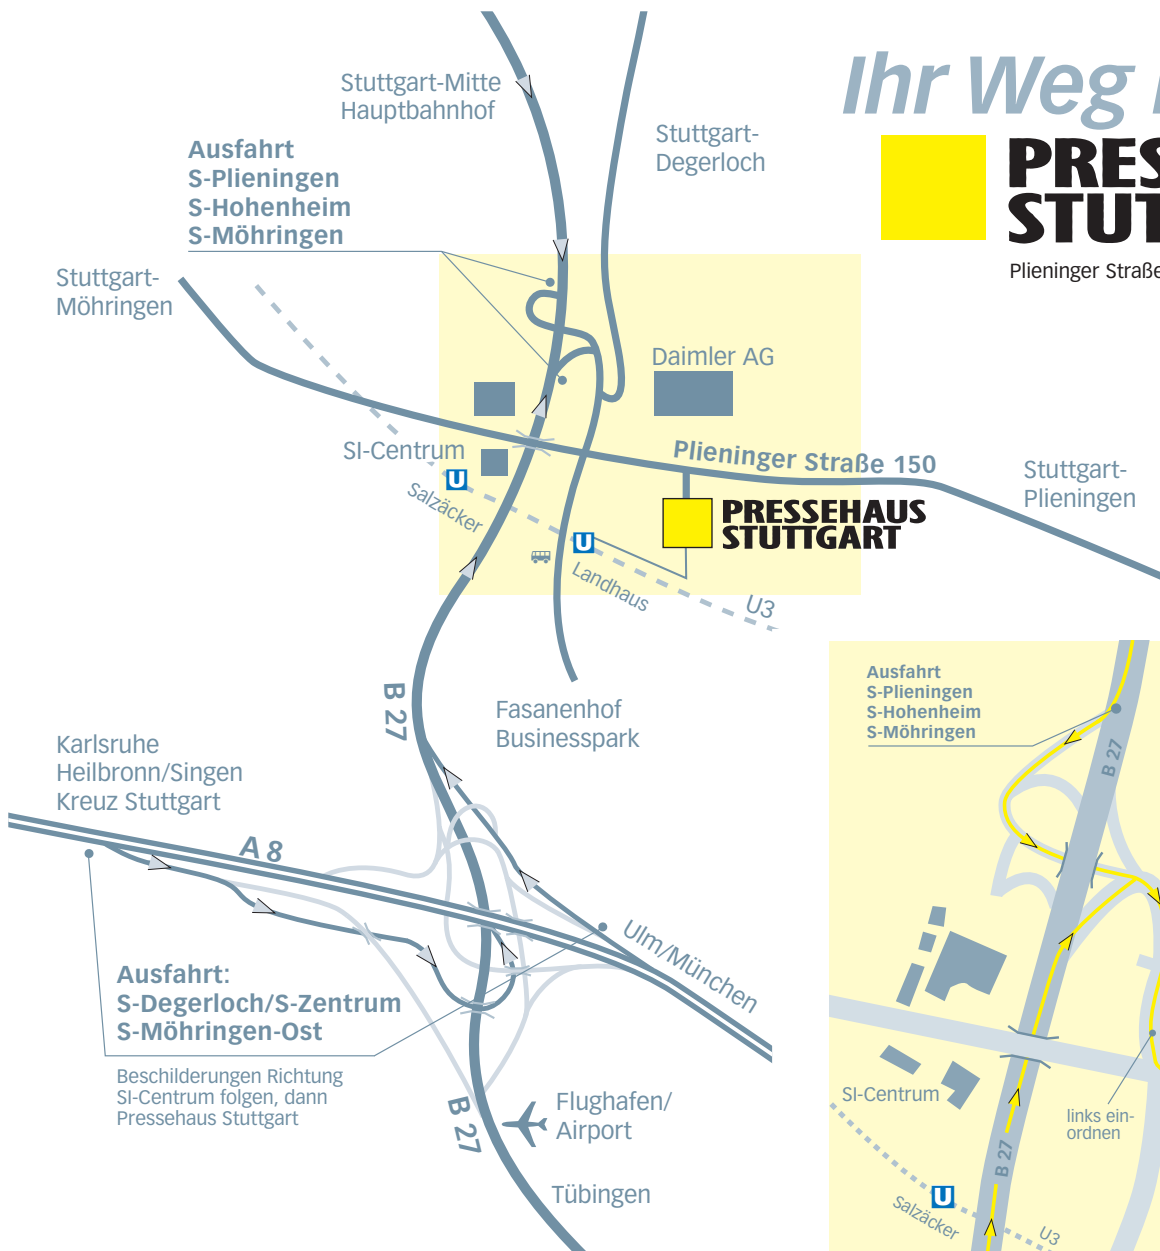 Ihr Weg
PRES
STUT
Plieninger Straße
Stuttgart-Mitte
Hauptbahnhof
Stuttgart-
Degerloch
Ausfahrt
S-Plieningen
S-Hohenheim
S-Möhringen
Stuttgart-
Möhringen
Daimler AG
SI-Centrum
Plieninger Straße 150
Stuttgart-
Plieningen
U
Salzäcker
PRESSEHAUS
STUTTGART
U
Landhaus
U3
B 27
Fasanenhof
Businesspark
Karlsruhe
Heilbronn/Singen
Kreuz Stuttgart
A 8
Ulm/München
Ausfahrt:
S-Degerloch/S-Zentrum
S-Möhringen-Ost
Beschilderungen Richtung
SI-Centrum folgen, dann
Pressehaus Stuttgart
B 27
Flughafen/
Airport
Tübingen
Ausfahrt
S-Plieningen
S-Hohenheim
S-Möhringen
B 27
SI-Centrum
links ein-
ordnen
B 27
U
Salzäcker
U3